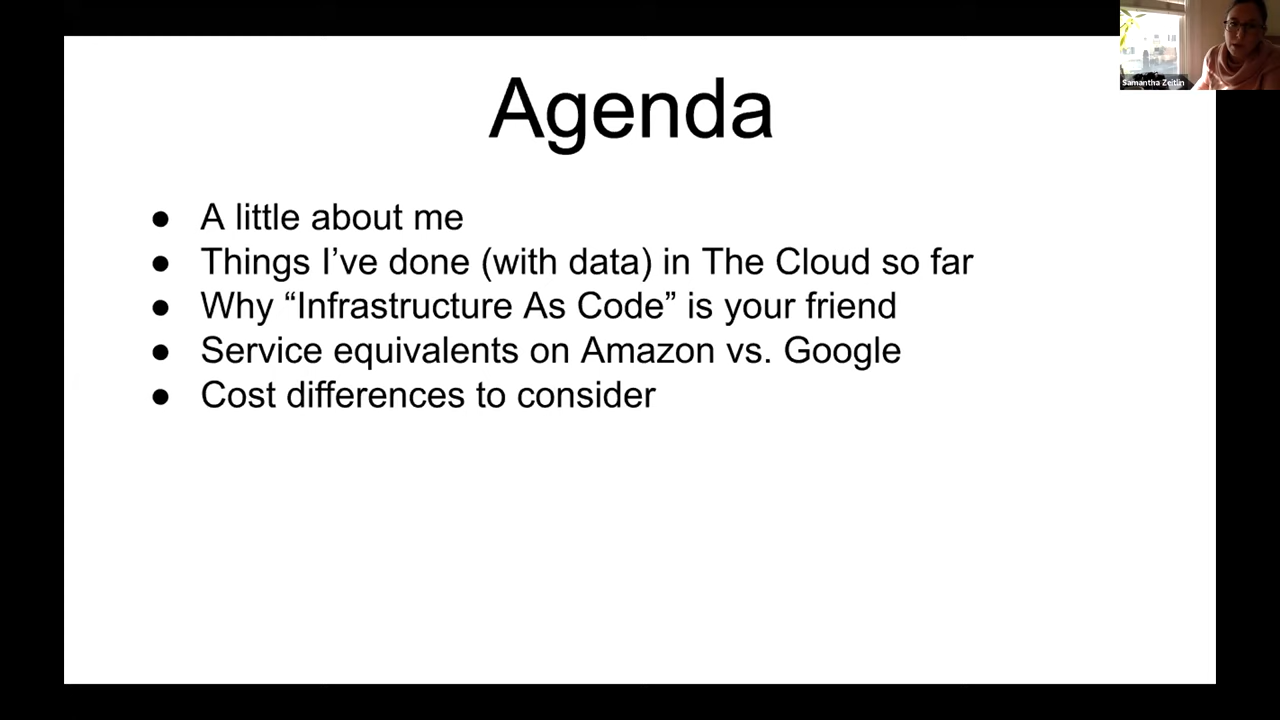 Agenda
● A little about me
● Things I’ve done (with data) in The Cloud so far
● Why “Infrastructure As Code” is your friend
● Service equivalents on Amazon vs. Google
● Cost differences to consider
Samantha Zeitlin